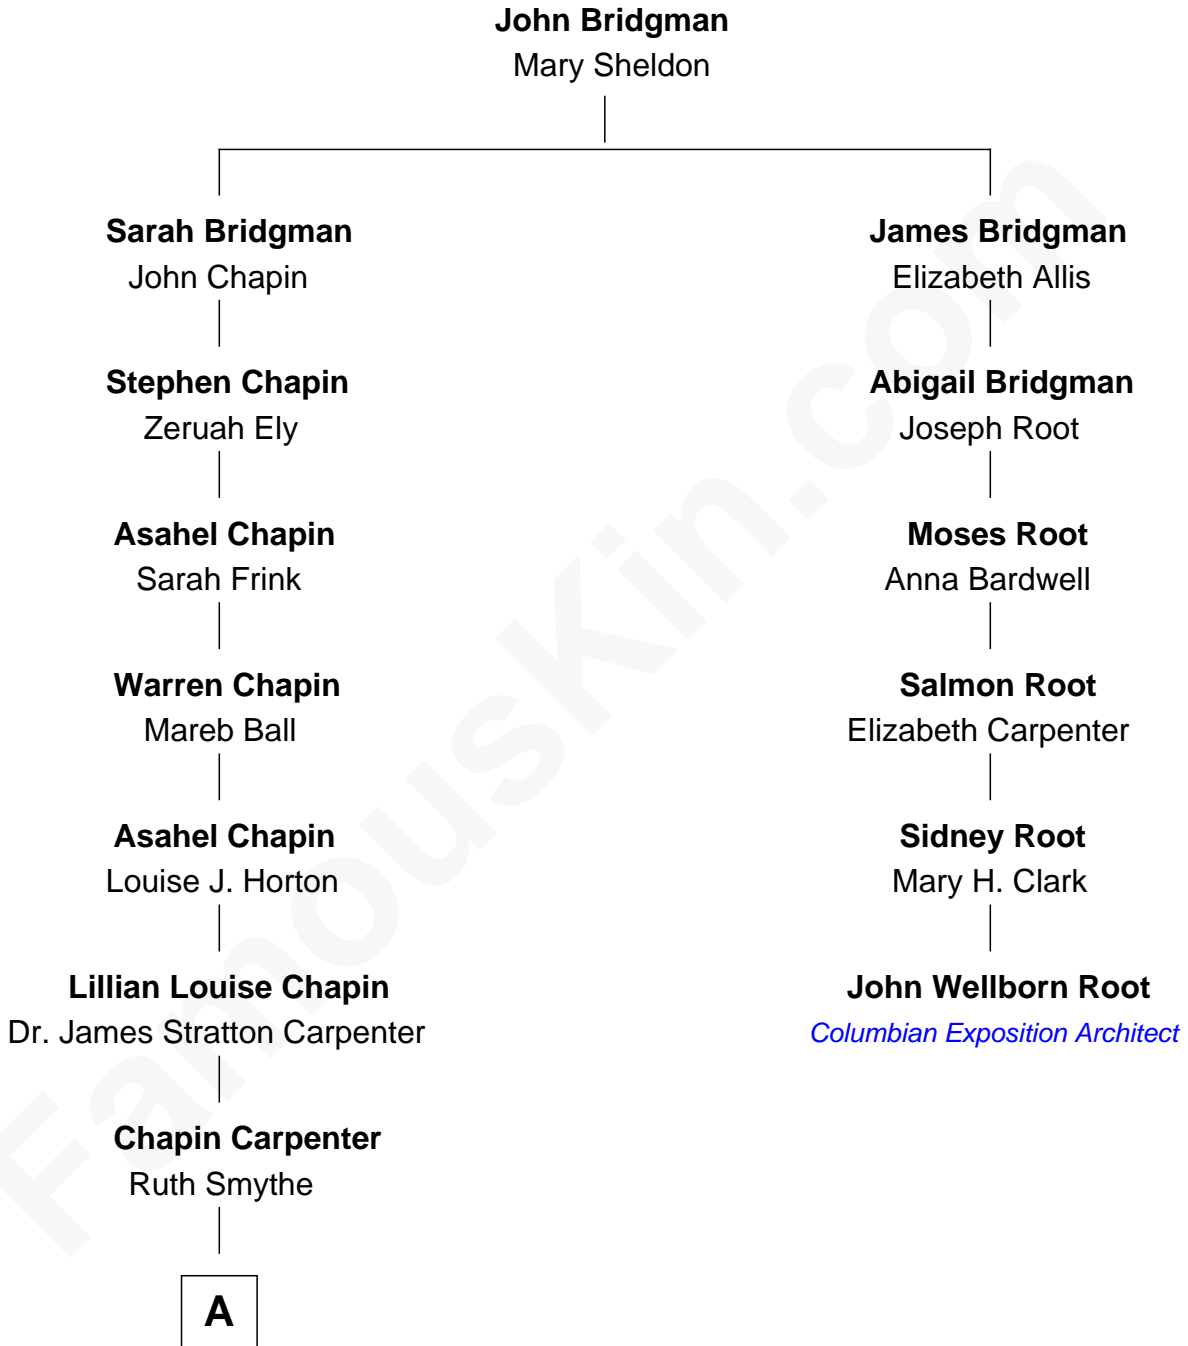 John Bridgman
Mary Sheldon
Sarah Bridgman
John Chapin
James Bridgman
Elizabeth Allis
Stephen Chapin
Zeruah Ely
Abigail Bridgman
Joseph Root
Asahel Chapin
Sarah Frink
Moses Root
Anna Bardwell
Warren Chapin
Mareb Ball
Salmon Root
Elizabeth Carpenter
Asahel Chapin
Louise J. Horton
Sidney Root
Mary H. Clark
Lillian Louise Chapin
Dr. James Stratton Carpenter
John Wellborn Root
Columbian Exposition Architect
Chapin Carpenter
Ruth Smythe
A
FamousKin.com